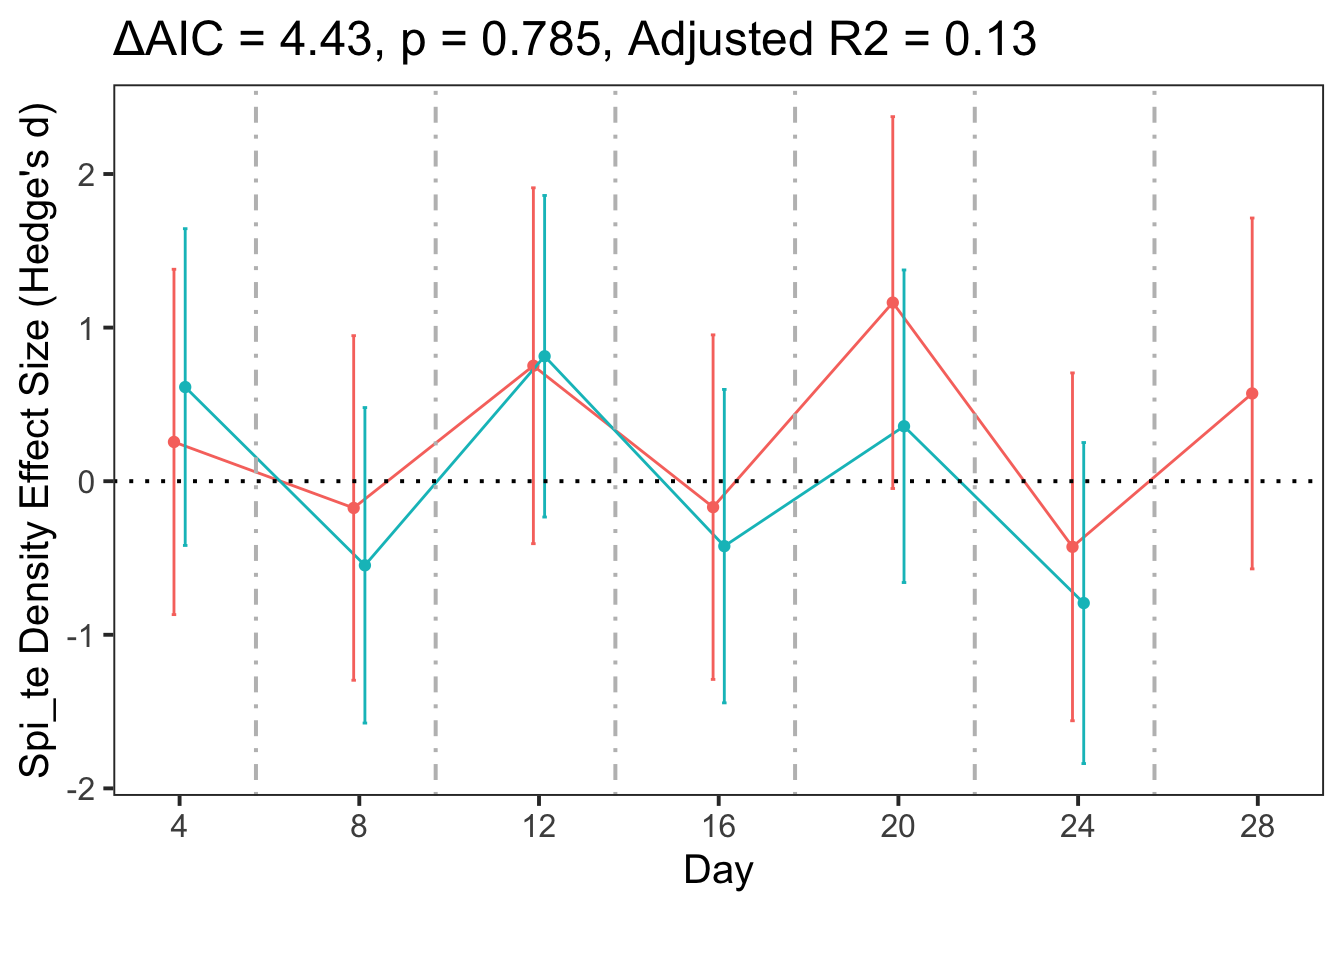 ΔAIC = 4.43, p = 0.785, Adjusted R2 = 0.13
Spi_te Density Effect Size (Hedge's d)
2
1
0
-1
-2
4 8 12 16 20 24 28
Day